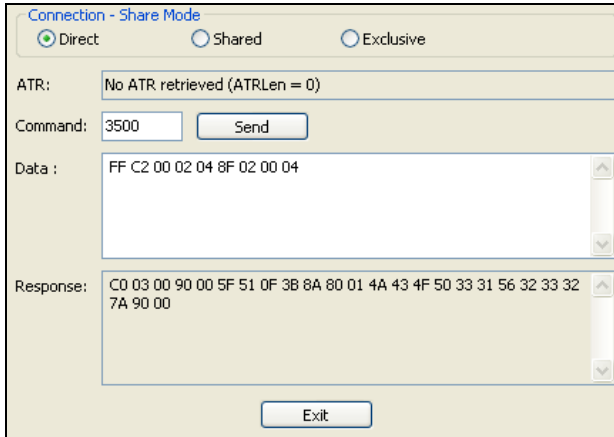 Connection - Share Mode
Direct Shared Exclusive
ATR: No ATR retrieved (ATRLen = 0)
Command: 3500 Send
Data : FF C2 00 02 04 8F 02 00 04
Response: C0 03 00 90 00 5F 51 0F 3B 8A 80 01 4A 43 4F 50 33 31 56 32 33 32
7A 90 00
Exit